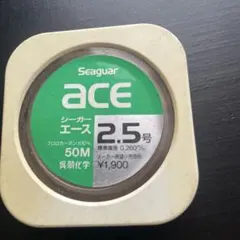 Seaguar
ace
シーガー
エース
2.5号
標準直径 0.260%
フロロカーボン100%
50M
メーカー希望小売価格
¥1,900
呉羽化学